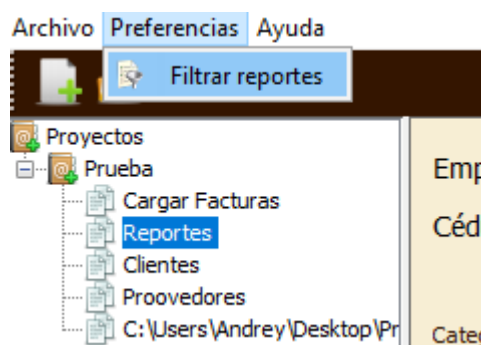 Archivo Preferencias Ayuda
Filtrar reportes
Proyectos
Prueba
Cargar Facturas
Reportes
Clientes
Proovedores
C:\Users\Andrey\Desktop\Pr
Emp
Céd
Cate